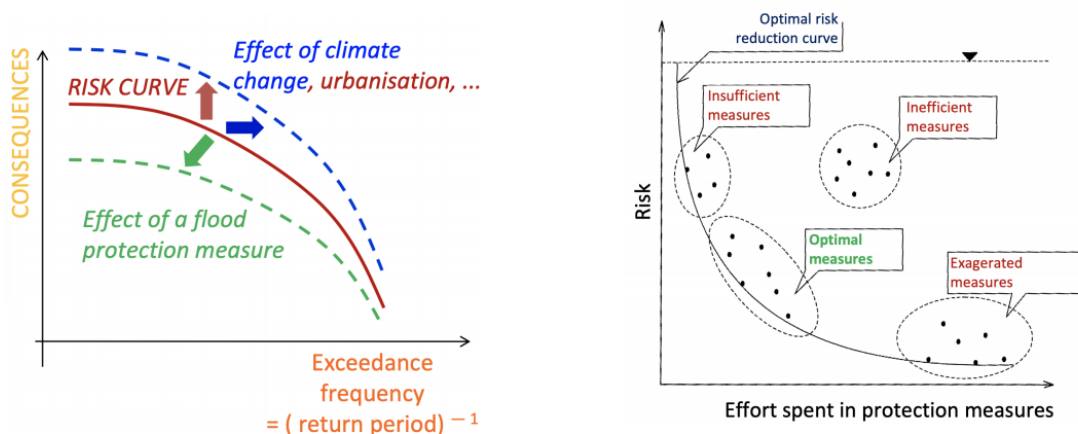 CONSEQUENCES
RISK CURVE
Effect of climate
change, urbanisation, ...
Effect of a flood
protection measure
Exceedance
frequency
= ( return period) ⁻¹
Optimal risk
reduction curve
Insufficient
measures
Inefficient
measures
Risk
Optimal
measures
Exagerated
measures
Effort spent in protection measures